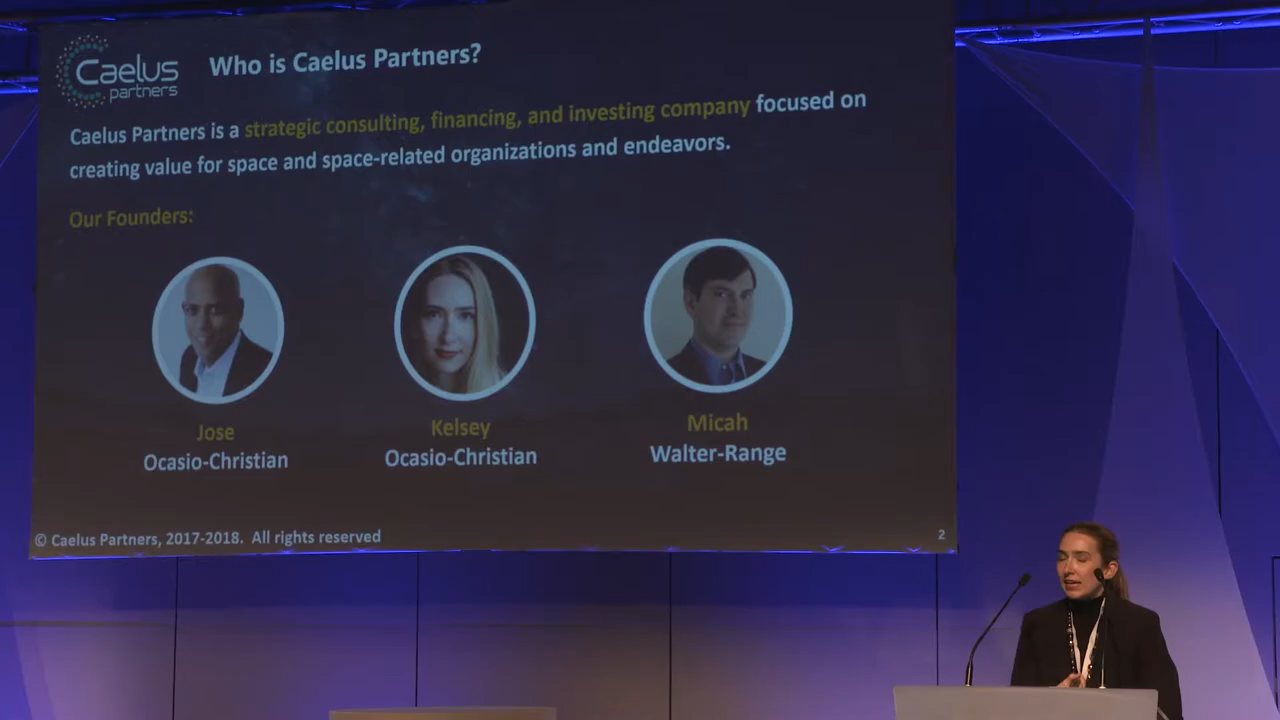 Caelus
partners
Who is Caelus Partners?
Caelus Partners is a strategic consulting, financing, and investing company focused on
creating value for space and space-related organizations and endeavors.
Our Founders:
Jose
Ocasio-Christian
Kelsey
Ocasio-Christian
Micah
Walter-Range
© Caelus Partners, 2017-2018. All rights reserved
2